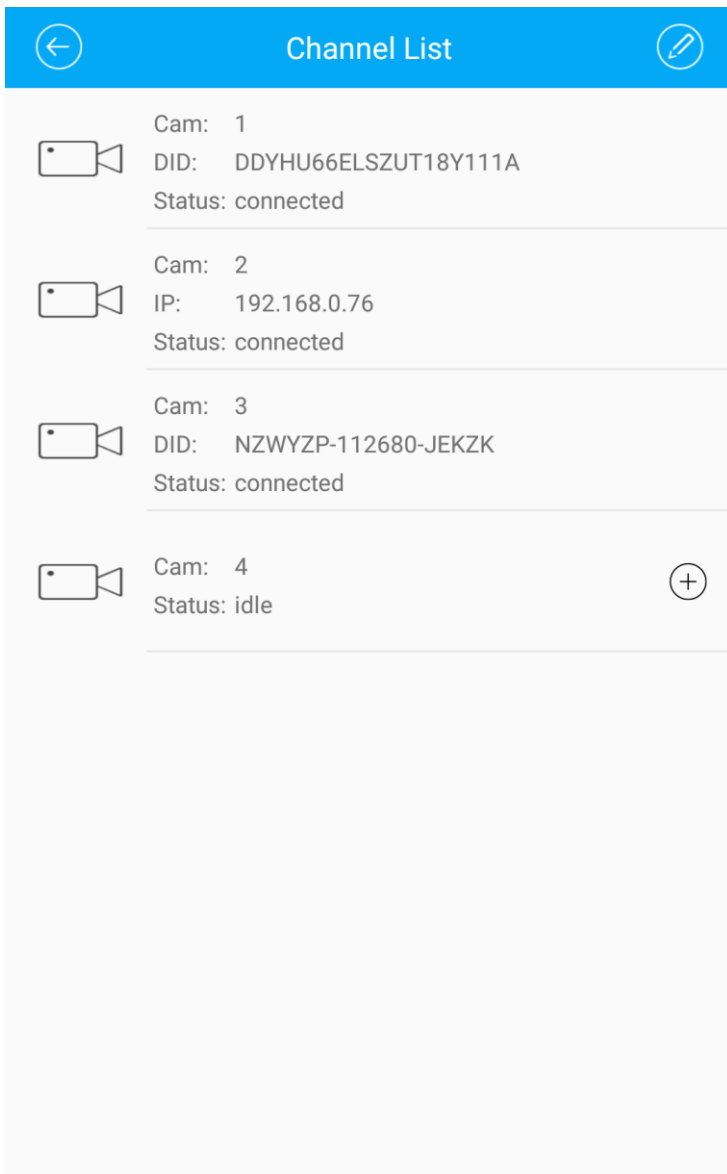 Channel List
Cam: 1
DID: DDYHU66ELSZUT18Y111A
Status: connected
Cam: 2
IP: 192.168.0.76
Status: connected
Cam: 3
DID: NZWYZP-112680-JEKZK
Status: connected
Cam: 4
Status: idle